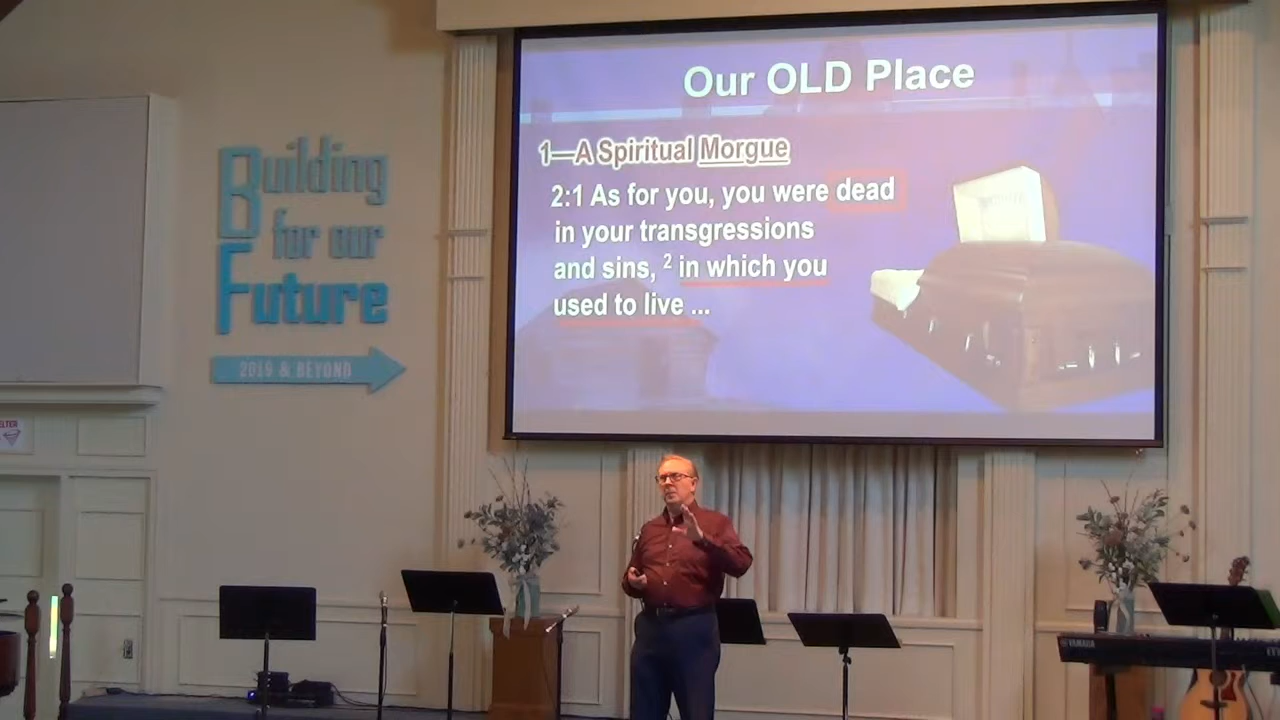 Building
for our
Future
2019 & BEYOND
Our OLD Place
1—A Spiritual Morgue
2:1 As for you, you were dead
in your transgressions
and sins, ² in which you
used to live ...
YAMAHA